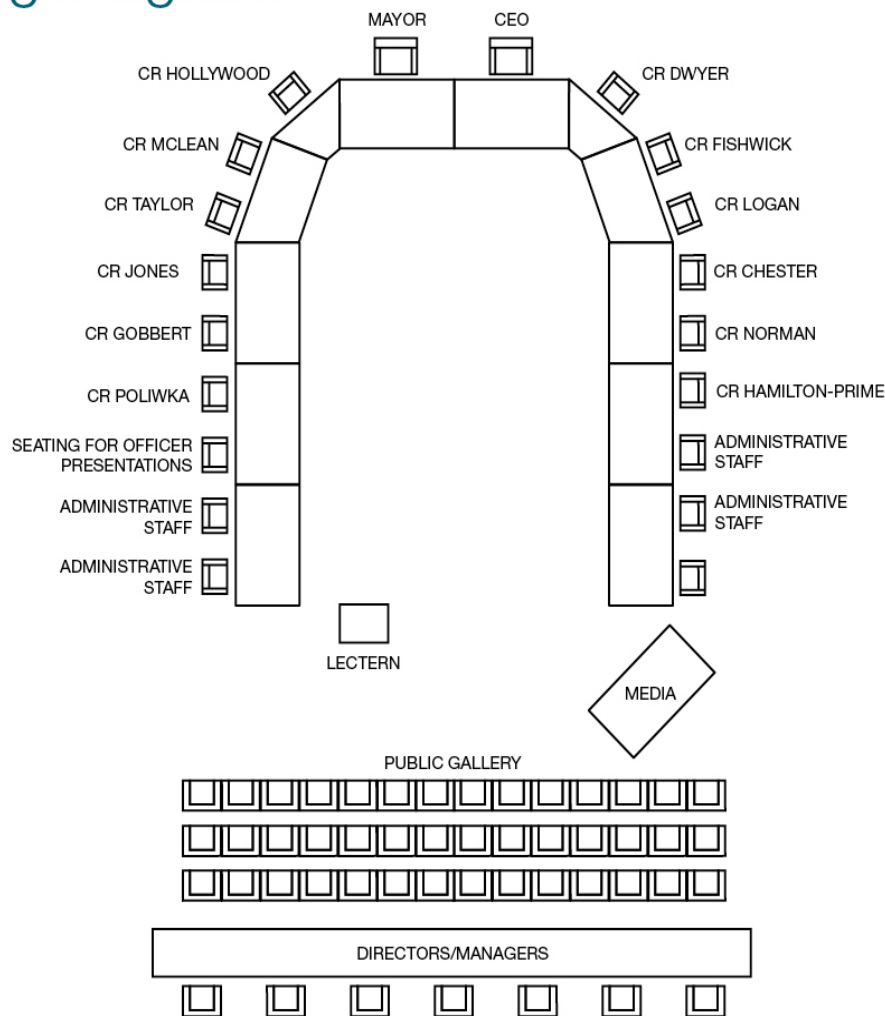 MAYOR
CEO
CR HOLLYWOOD
CR DWYER
CR MCLEAN
CR FISHWICK
CR TAYLOR
CR LOGAN
CR JONES
CR CHESTER
CR GOBBERT
CR NORMAN
CR POLIWKA
CR HAMILTON-PRIME
SEATING FOR OFFICER
PRESENTATIONS
ADMINISTRATIVE
STAFF
ADMINISTRATIVE
STAFF
ADMINISTRATIVE
STAFF
ADMINISTRATIVE
STAFF
LECTERN
MEDIA
PUBLIC GALLERY
DIRECTORS/MANAGERS